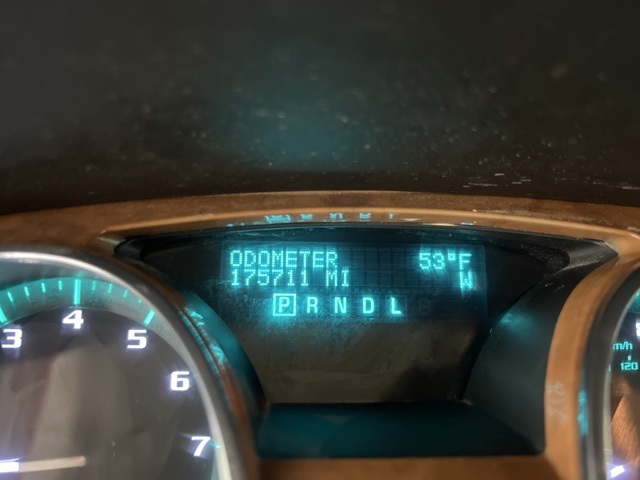 ODOMETER 53°F
175711 MI W
P R N D L
3 4 5 6 7
m/h
120